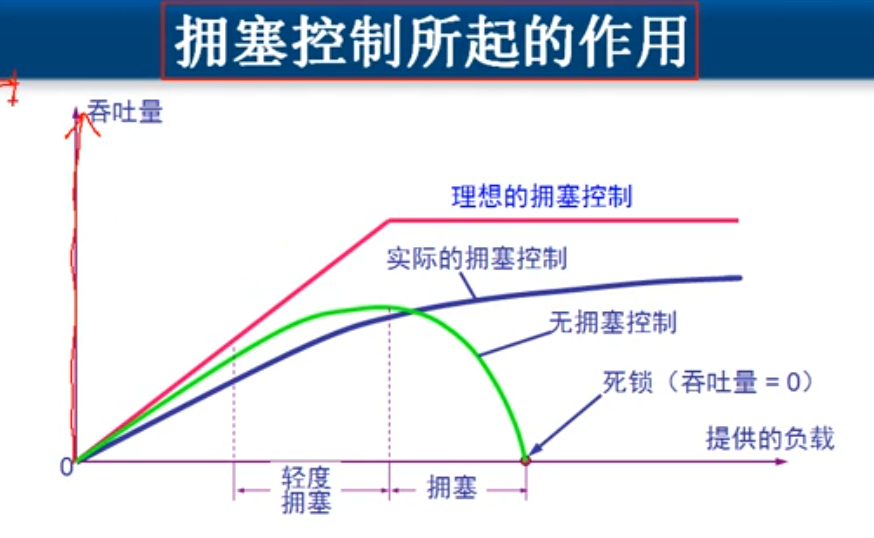 拥塞控制所起的作用
吞吐量
理想的拥塞控制
实际的拥塞控制
无拥塞控制
死锁（吞吐量 = 0）
提供的负载
0
轻度
拥塞
拥塞